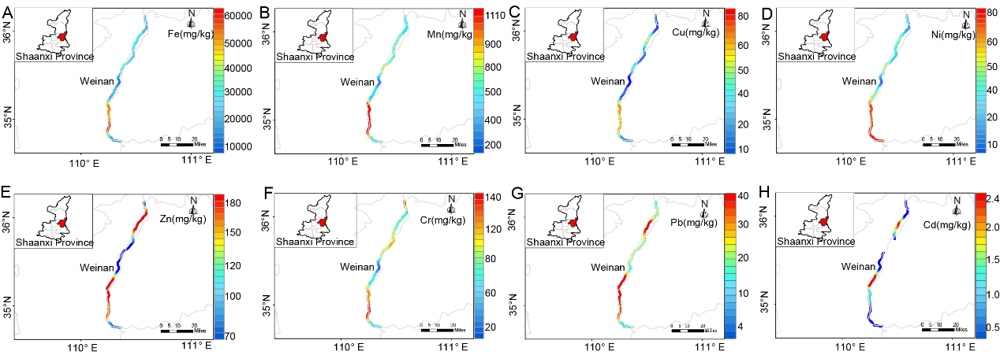 A
36°N
35°N
Shaanxi Province
Weinan
N
Fe(mg/kg)
60000
50000
40000
30000
20000
10000
0 5 10 20
Miles
110° E
111° E
B
36°N
35°N
Shaanxi Province
Weinan
N
Mn(mg/kg
1110
900
800
500
400
200
0 5 10 20
Miles
110° E
111° E
C
36°N
35°N
Shaanxi Province
Weinan
N
Cu(mg/kg)
80
60
50
40
20
10
0 5 10 20
Miles
110° E
111° E
D
36°N
35°N
Shaanxi Province
Weinan
N
Ni(mg/kg)
80
60
50
40
20
10
0 5 10 20
Miles
110° E
111° E
E
36°N
35°N
Shaanxi Province
Weinan
N
Zn(mg/kg)
180
150
120
100
70
0 5 10 20
Miles
110° E
111° E
F
36°N
35°N
Shaanxi Province
Weinan
N
Cr(mg/kg)
140
120
80
60
20
0 5 10 20
Miles
110° E
111° E
G
36°N
35°N
Shaanxi Province
Weinan
N
Pb(mg/kg)
40
30
20
10
4
0 5 10 20
Miles
110° E
111° E
H
36°N
35°N
Shaanxi Province
Weinan
N
Cd(mg/kg)
2.4
2.0
1.5
1.0
0.5
0 5 10 20
Miles
110° E
111° E